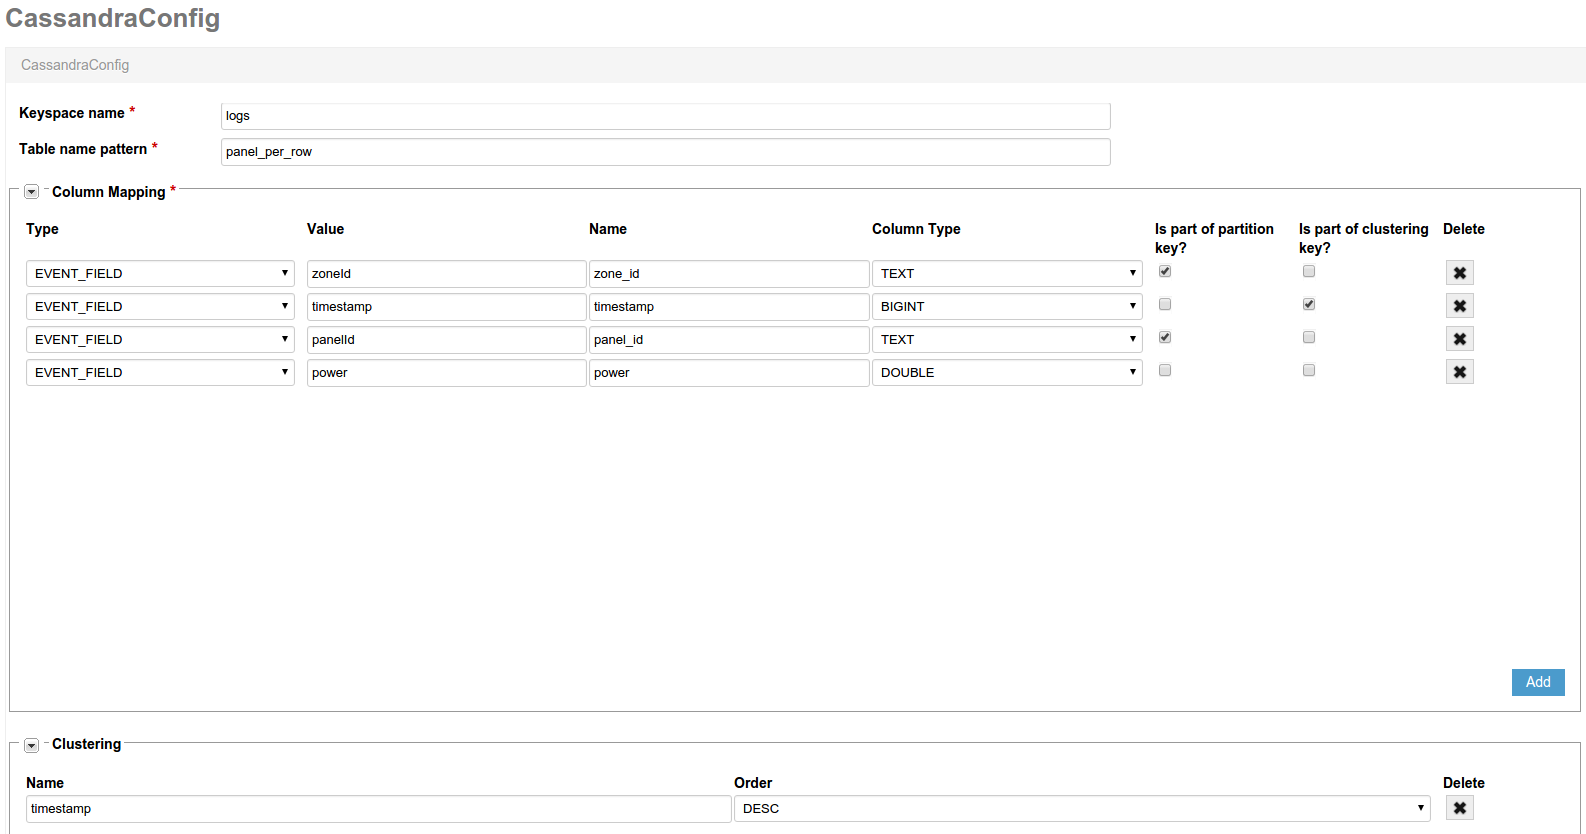 CassandraConfig
CassandraConfig
Keyspace name * logs
Table name pattern * panel_per_row
Column Mapping *
Type Value Name Column Type Is part of partition key? Is part of clustering key? Delete
EVENT_FIELD zoneId zone_id TEXT
EVENT_FIELD timestamp timestamp BIGINT
EVENT_FIELD panelId panel_id TEXT
EVENT_FIELD power power DOUBLE
Add
Clustering
Name Order Delete
timestamp DESC